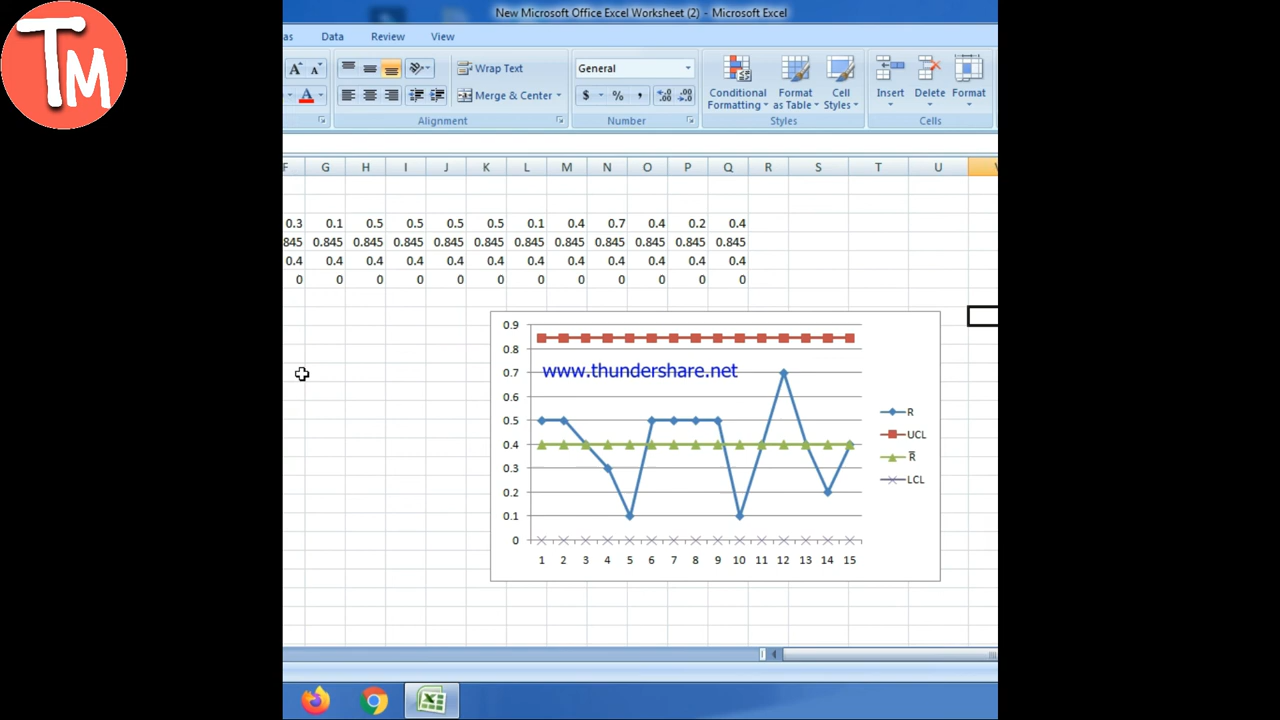 TM
New Microsoft Office Excel Worksheet (2) - Microsoft Excel
as Data Review View
Wrap Text General
Merge & Center $ % , Conditional Formatting Format as Table Cell Styles Insert Delete Format
Alignment Number Styles Cells
F G H I J K L M N O P Q R S T U V
0.3 0.1 0.5 0.5 0.5 0.5 0.1 0.4 0.7 0.4 0.2 0.4
845 0.845 0.845 0.845 0.845 0.845 0.845 0.845 0.845 0.845 0.845 0.845
0.4 0.4 0.4 0.4 0.4 0.4 0.4 0.4 0.4 0.4 0.4 0.4
0 0 0 0 0 0 0 0 0 0 0 0
0.9
0.8
www.thundershare.net
0.7
0.6
0.5
0.4
0.3
0.2
0.1
0
1 2 3 4 5 6 7 8 9 10 11 12 13 14 15
R
UCL
R̅
LCL